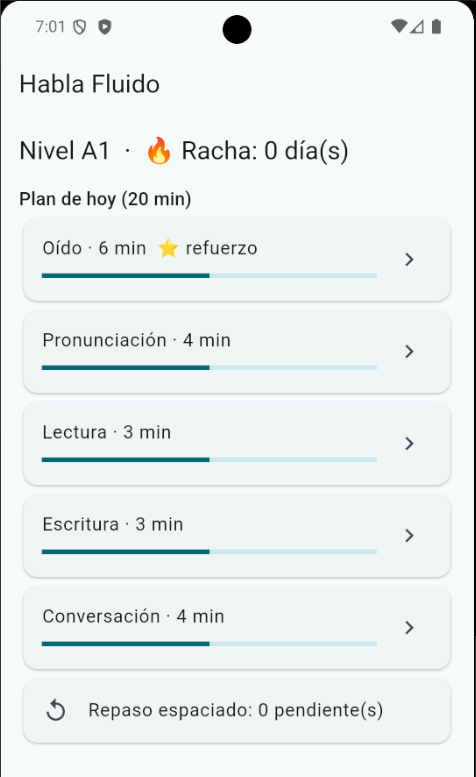 7:01
Habla Fluido
Nivel A1 · 🔥 Racha: 0 día(s)
Plan de hoy (20 min)
Oído · 6 min ⭐ refuerzo
Pronunciación · 4 min
Lectura · 3 min
Escritura · 3 min
Conversación · 4 min
Repaso espaciado: 0 pendiente(s)